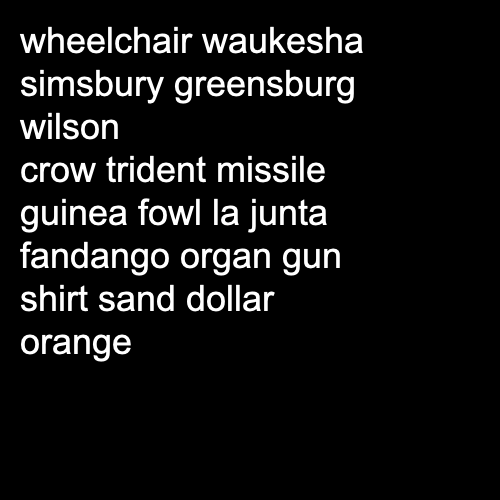 wheelchair waukesha
simsbury greensburg
wilson
crow trident missile
guinea fowl la junta
fandango organ gun
shirt sand dollar
orange